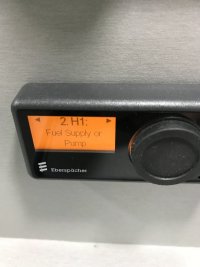 ◄ 2. H1: ►
Fuel Supply or
Pump
Eberspächer